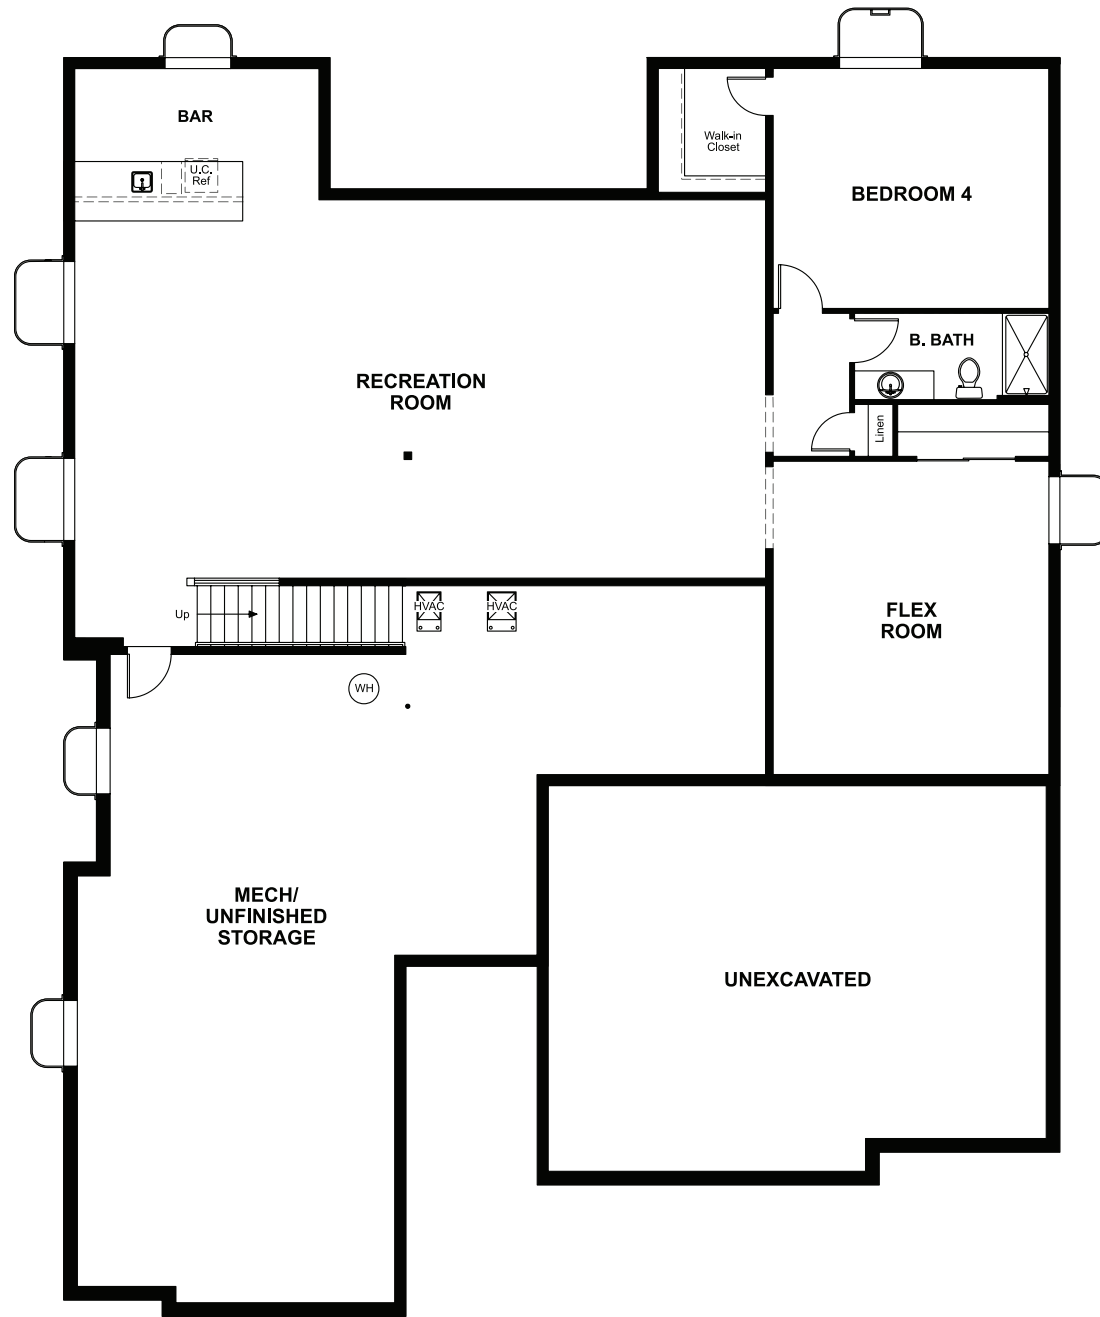 BAR
U.C.
Ref
Walk-in
Closet
BEDROOM 4
B. BATH
RECREATION
ROOM
Linen
Up
HVAC
HVAC
FLEX
ROOM
WH
MECH/
UNFINISHED
STORAGE
UNEXCAVATED